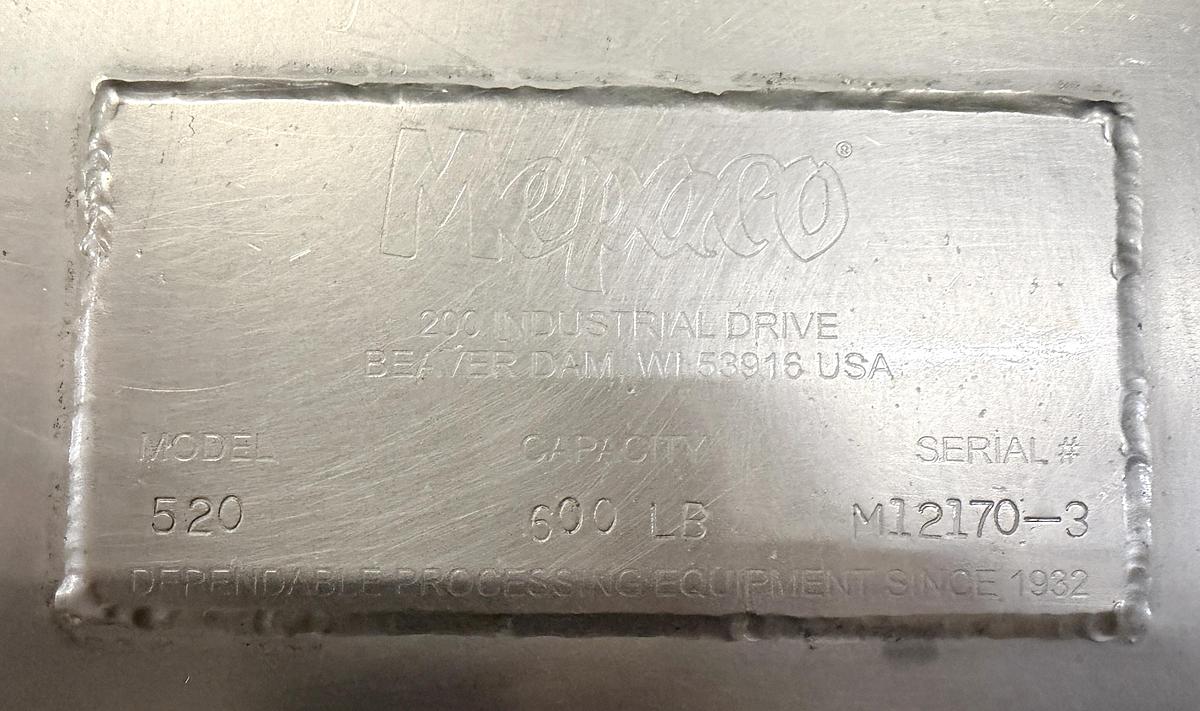 Mepaco®
200 INDUSTRIAL DRIVE
BEAVER DAM, WI 53916 USA
MODEL CAPACITY SERIAL #
520 600 LB M12170-3
DEPENDABLE PROCESSING EQUIPMENT SINCE 1932